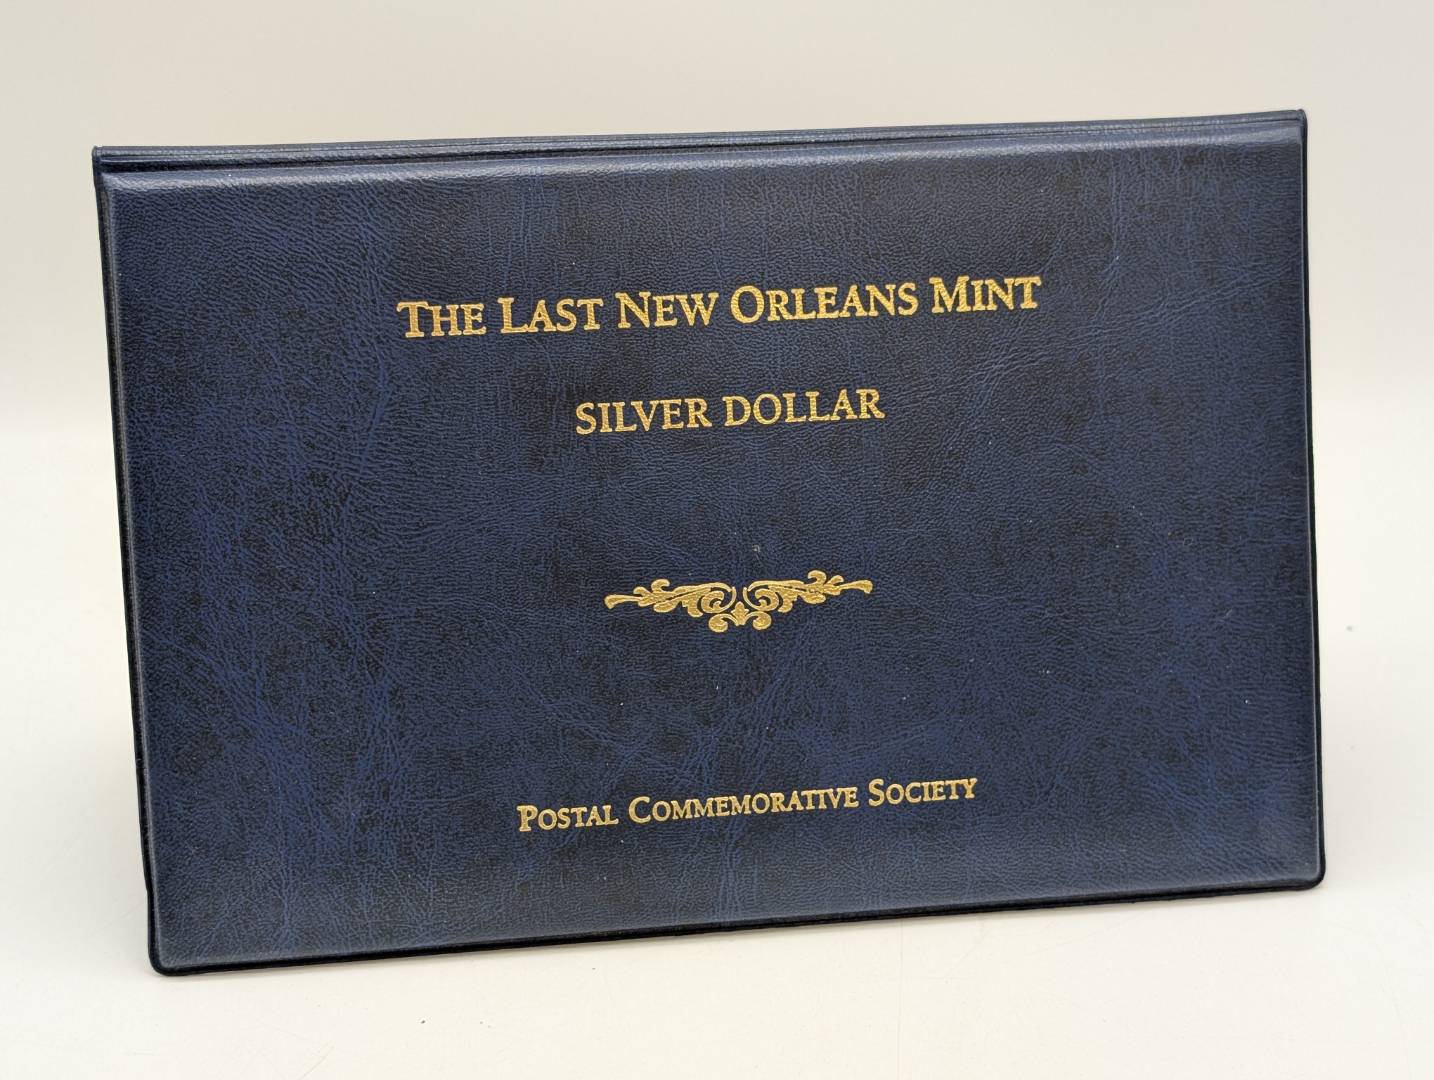 THE LAST NEW ORLEANS MINT
SILVER DOLLAR
POSTAL COMMEMORATIVE SOCIETY